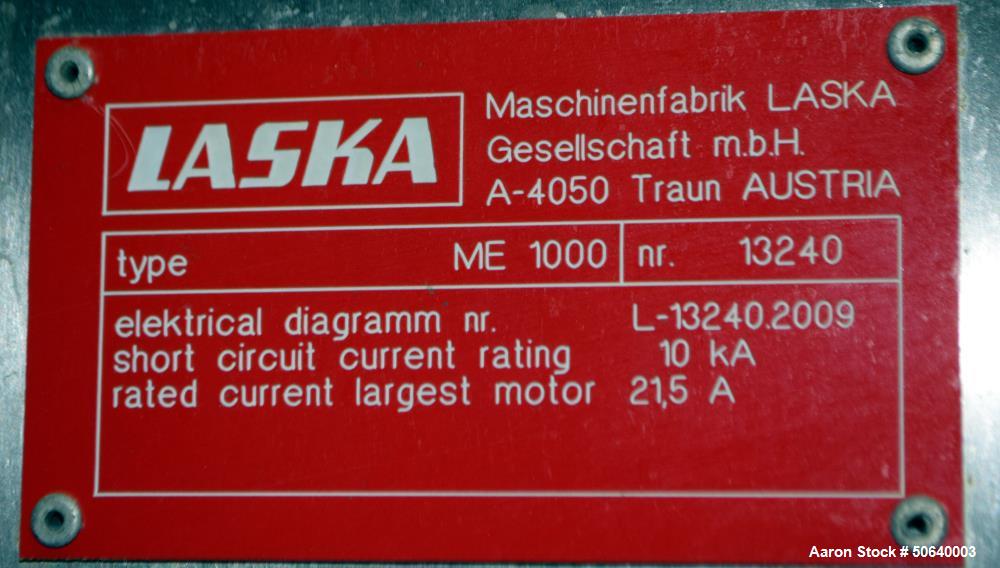 LASKA
Maschinenfabrik LASKA
Gesellschaft m.b.H.
A-4050 Traun AUSTRIA
type ME 1000 nr. 13240
elektrical diagramm nr. L-13240.2009
short circuit current rating 10 kA
rated current largest motor 21,5 A
Aaron Stock # 50640003